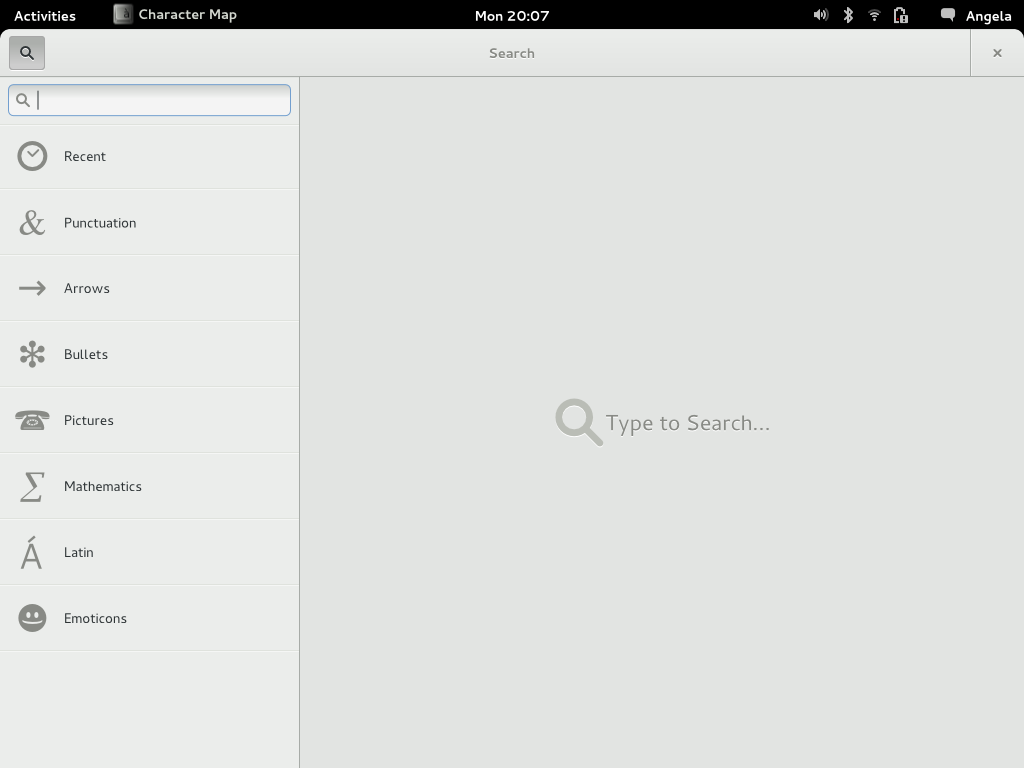 Activities Character Map Mon 20:07 Angela
Search
Recent
& Punctuation
Arrows
Bullets
Pictures
Σ Mathematics
Á Latin
Emoticons
Type to Search...